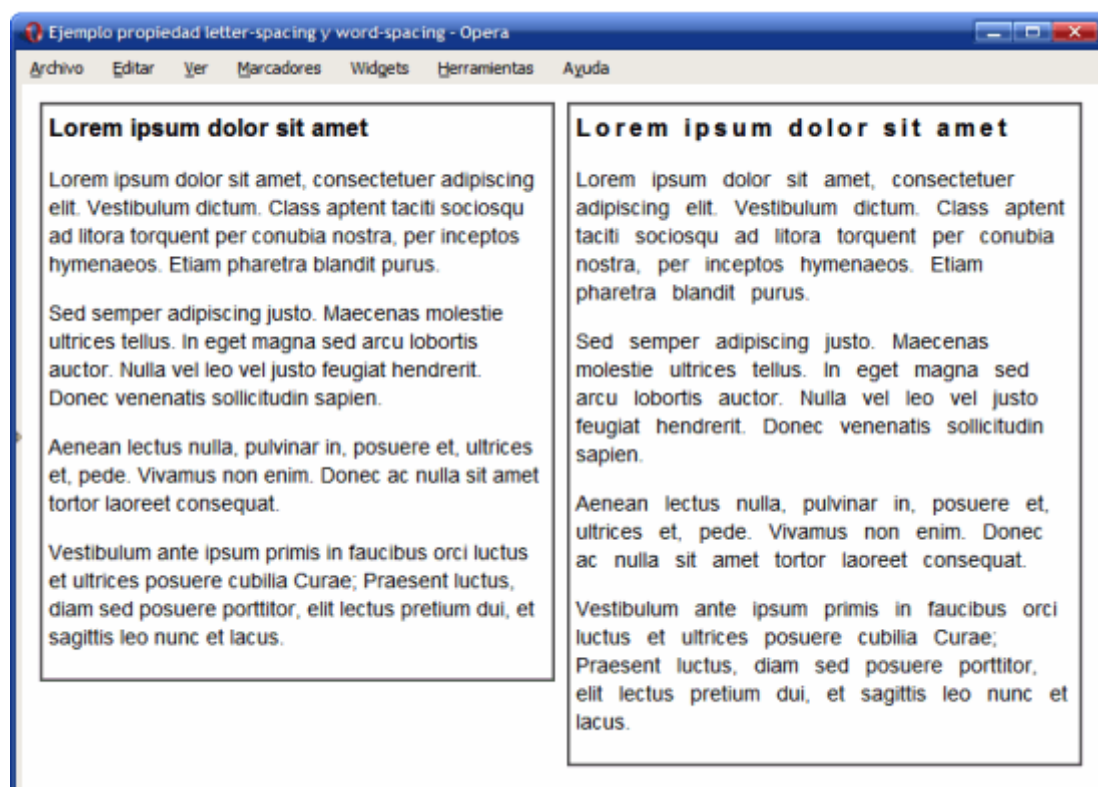 Ejemplo propiedad letter-spacing y word-spacing - Opera
Archivo Editar Ver Marcadores Widgets Herramientas Ayuda
Lorem ipsum dolor sit amet
Lorem ipsum dolor sit amet, consectetuer adipiscing
elit. Vestibulum dictum. Class aptent taciti sociosqu
ad litora torquent per conubia nostra, per inceptos
hymenaeos. Etiam pharetra blandit purus.
Sed semper adipiscing justo. Maecenas molestie
ultrices tellus. In eget magna sed arcu lobortis
auctor. Nulla vel leo vel justo feugiat hendrerit.
Donec venenatis sollicitudin sapien.
Aenean lectus nulla, pulvinar in, posuere et, ultrices
et, pede. Vivamus non enim. Donec ac nulla sit amet
tortor laoreet consequat.
Vestibulum ante ipsum primis in faucibus orci luctus
et ultrices posuere cubilia Curae; Praesent luctus,
diam sed posuere porttitor, elit lectus pretium dui, et
sagittis leo nunc et lacus.
Lorem ipsum dolor sit amet
Lorem ipsum dolor sit amet, consectetuer
adipiscing elit. Vestibulum dictum. Class aptent
taciti sociosqu ad litora torquent per conubia
nostra, per inceptos hymenaeos. Etiam
pharetra blandit purus.
Sed semper adipiscing justo. Maecenas
molestie ultrices tellus. In eget magna sed
arcu lobortis auctor. Nulla vel leo vel justo
feugiat hendrerit. Donec venenatis sollicitudin
sapien.
Aenean lectus nulla, pulvinar in, posuere et,
ultrices et, pede. Vivamus non enim. Donec
ac nulla sit amet tortor laoreet consequat.
Vestibulum ante ipsum primis in faucibus orci
luctus et ultrices posuere cubilia Curae;
Praesent luctus, diam sed posuere porttitor,
elit lectus pretium dui, et sagittis leo nunc et
lacus.